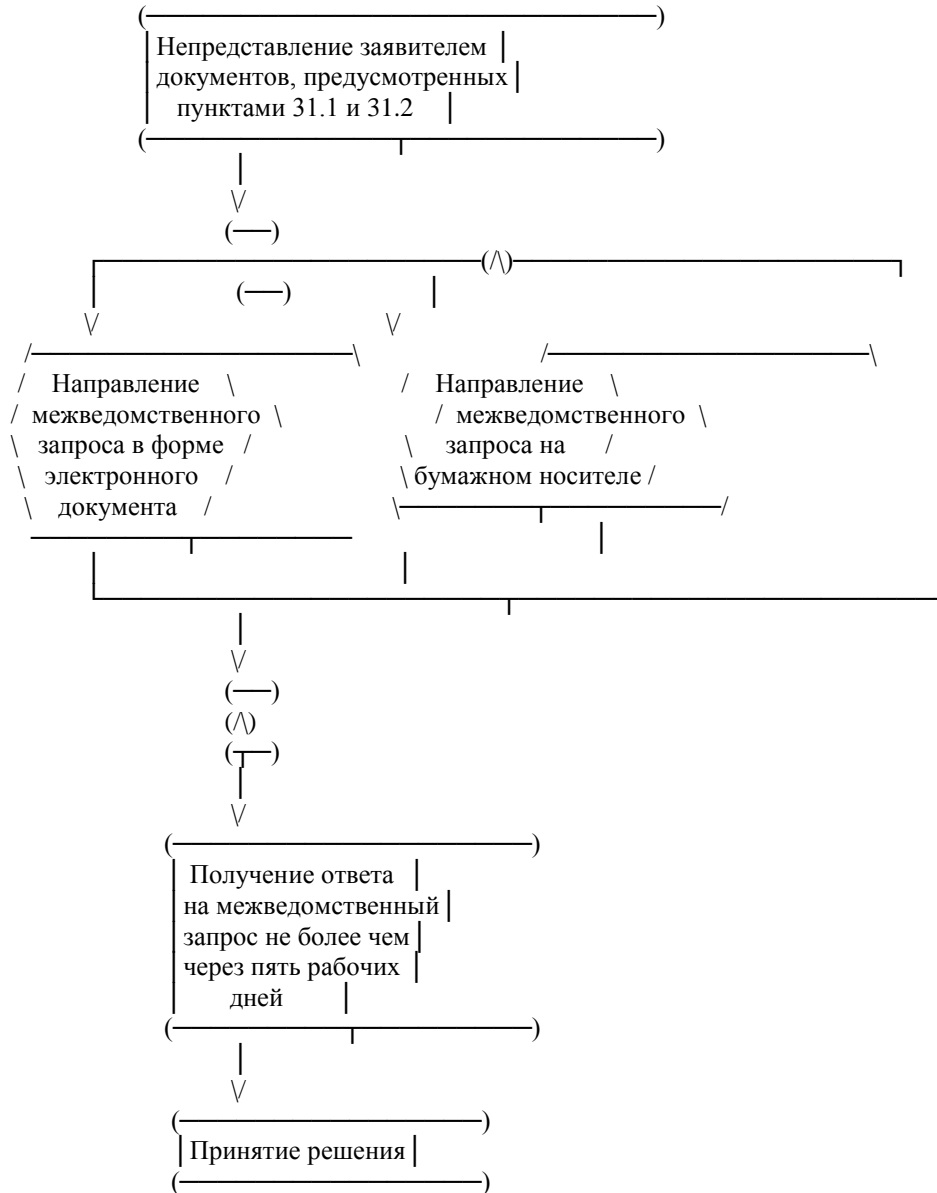 Непредставление заявителем
документов, предусмотренных
пунктами 31.1 и 31.2
(/\)
Направление
межведомственного
запроса в форме
электронного
документа
Направление
межведомственного
запроса на
бумажном носителе
(/\)
Получение ответа
на межведомственный
запрос не более чем
через пять рабочих
дней
Принятие решения